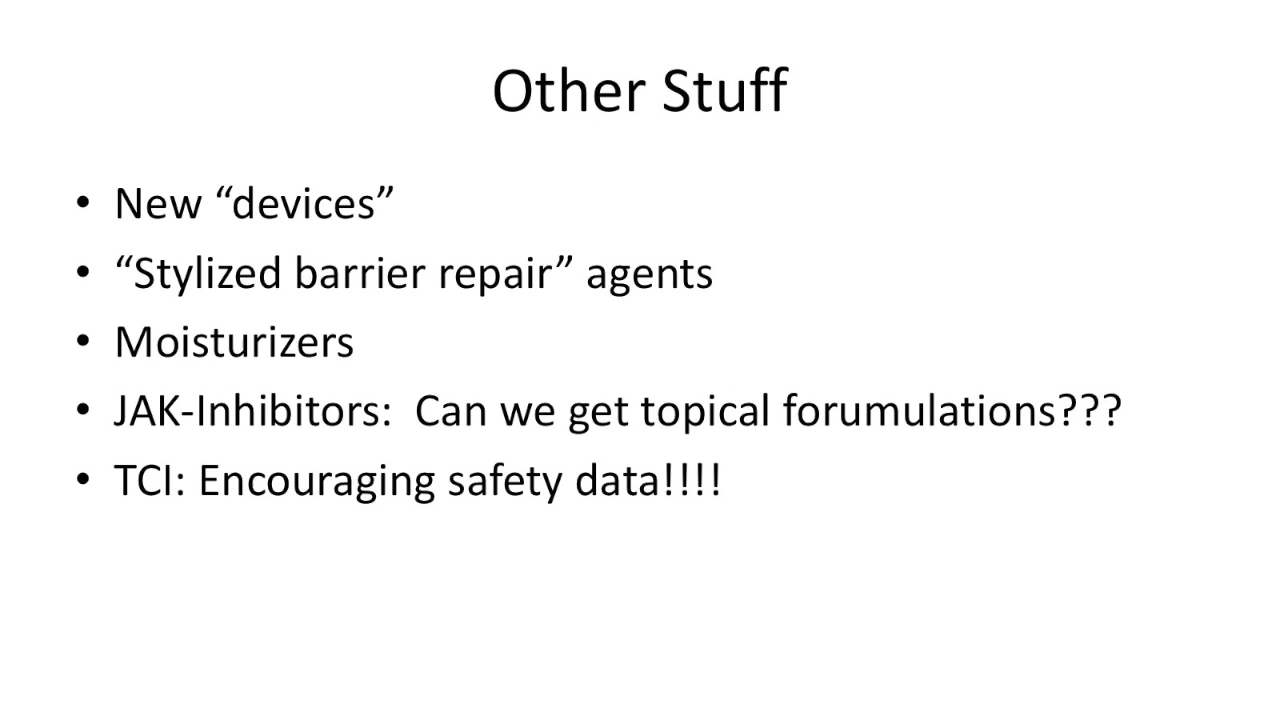 Other Stuff
• New “devices”
• “Stylized barrier repair” agents
• Moisturizers
• JAK-Inhibitors:  Can we get topical forumulations???
• TCI: Encouraging safety data!!!!